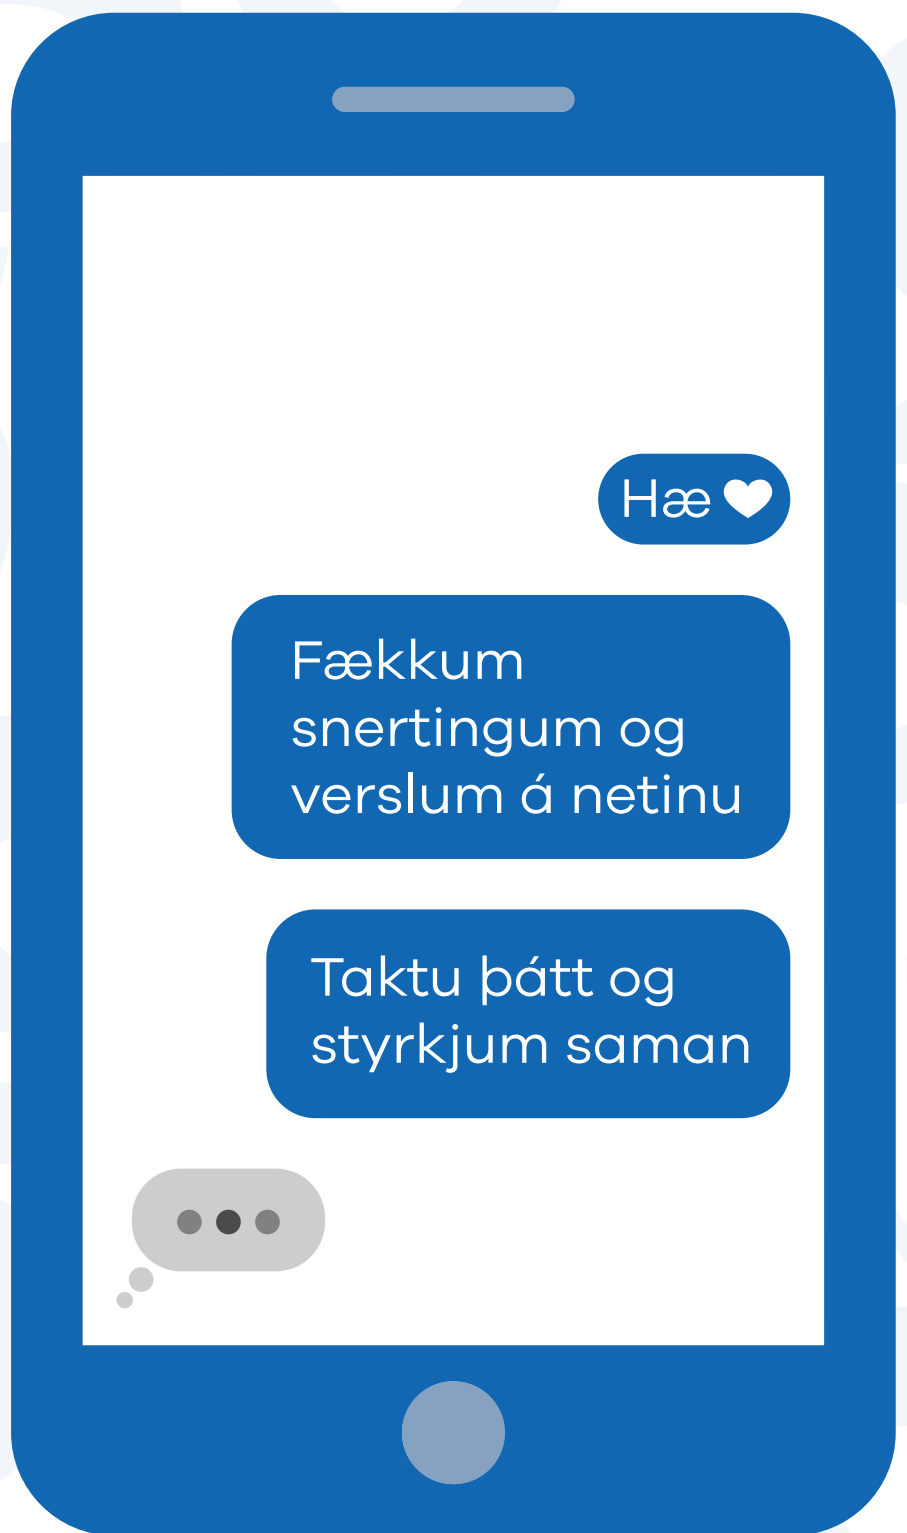 Hæ
Fækkum
snertingum og
verslum á netinu
Taktu þátt og
styrkjum saman